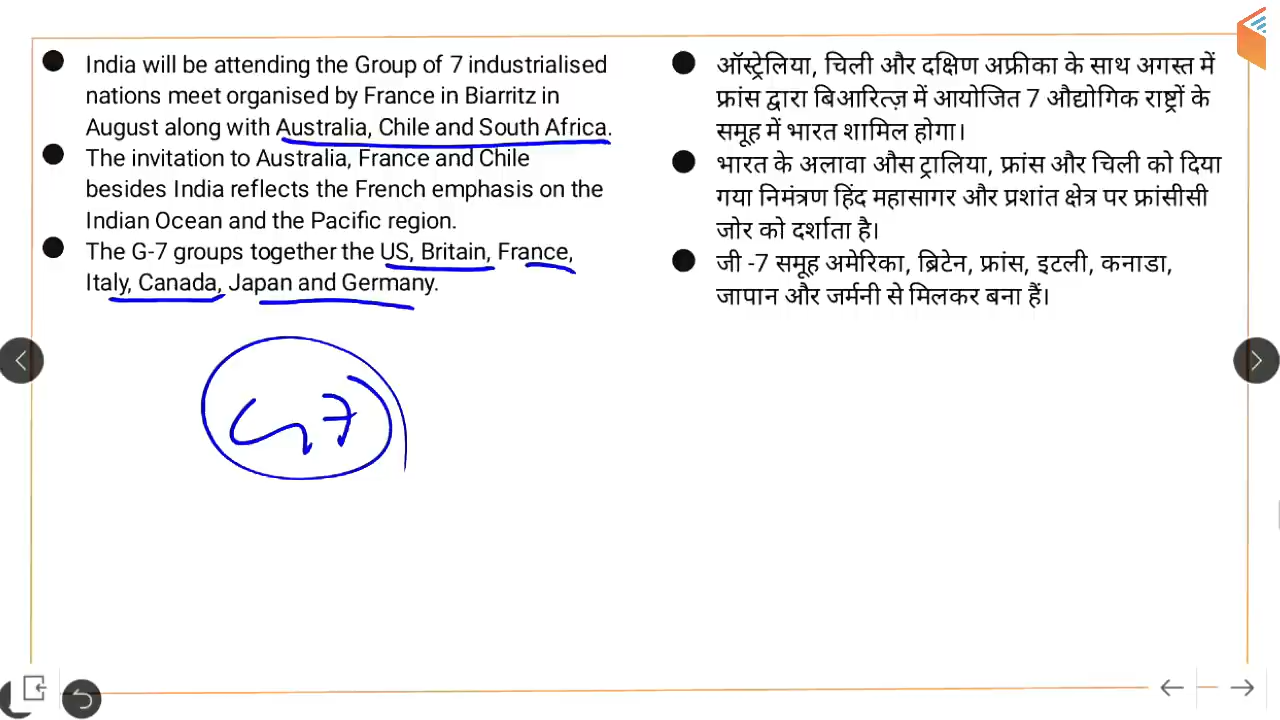 India will be attending the Group of 7 industrialised
nations meet organised by France in Biarritz in
August along with Australia, Chile and South Africa.
The invitation to Australia, France and Chile
besides India reflects the French emphasis on the
Indian Ocean and the Pacific region.
The G-7 groups together the US, Britain, France,
Italy, Canada, Japan and Germany.
G7
ऑस्ट्रेलिया, चिली और दक्षिण अफ्रीका के साथ अगस्त में
फ्रांस द्वारा बिआरित्ज़ में आयोजित 7 औद्योगिक राष्ट्रों के
समूह में भारत शामिल होगा।
भारत के अलावा औस ट्रालिया, फ्रांस और चिली को दिया
गया निमंत्रण हिंद महासागर और प्रशांत क्षेत्र पर फ्रांसीसी
जोर को दर्शाता है।
जी -7 समूह अमेरिका, ब्रिटेन, फ्रांस, इटली, कनाडा,
जापान और जर्मनी से मिलकर बना हैं।